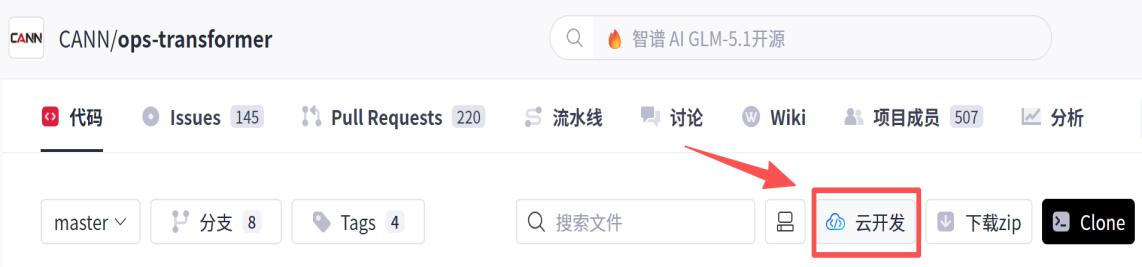 CANN CANN/ops-transformer 智谱 AI GLM-5.1开源
代码 Issues 145 Pull Requests 220 流水线 讨论 Wiki 项目成员 507 分析
master 分支 8 Tags 4 搜索文件 云开发 下载zip Clone